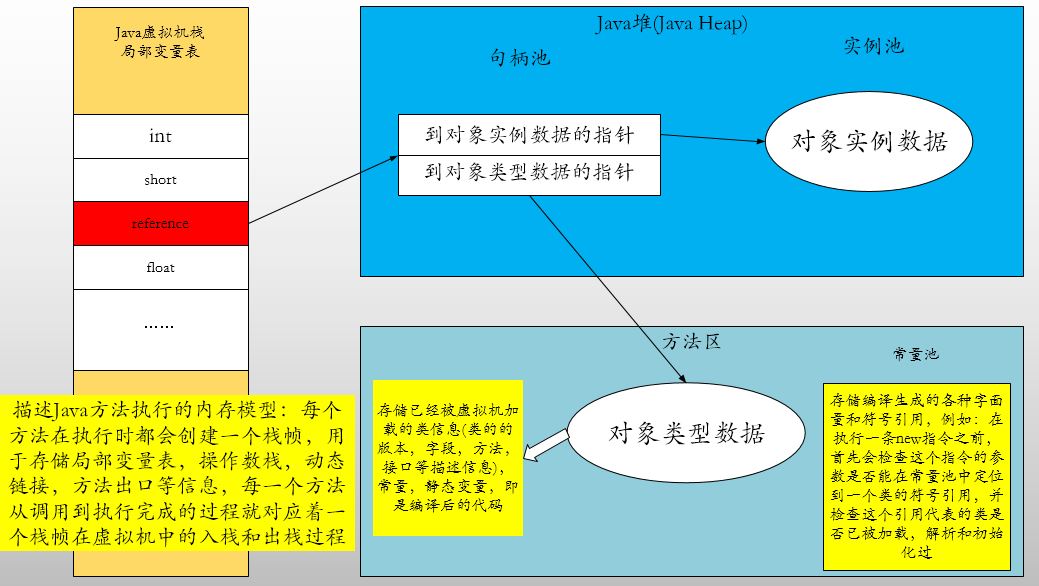 Java虚拟机栈
局部变量表
int
short
reference
float
……
描述Java方法执行的内存模型：每个
方法在执行时都会创建一个栈帧，用
于存储局部变量表，操作数栈，动态
链接，方法出口等信息，每一个方法
从调用到执行完成的过程就对应着一
个栈帧在虚拟机中的入栈和出栈过程
Java堆(Java Heap)
句柄池
实例池
到对象实例数据的指针
到对象类型数据的指针
对象实例数据
方法区
常量池
存储已经被虚拟机加
载的类信息(类的的
版本，字段，方法，
接口等描述信息)，
常量，静态变量，即
是编译后的代码
对象类型数据
存储编译生成的各种字面
量和符号引用，例如：在
执行一条new指令之前，
首先会检查这个指令的参
数是否能在常量池中定位
到一个类的符号引用，并
检查这个引用代表的类是
否已被加载，解析和初始
化过